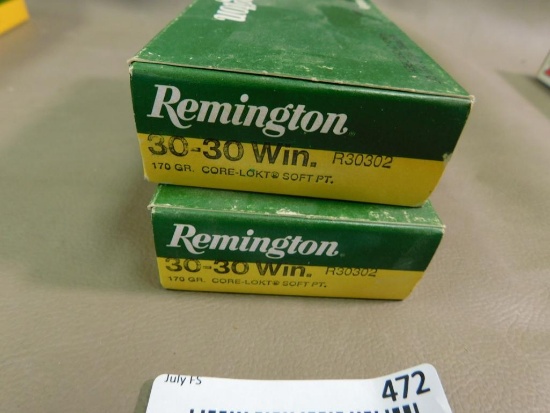 Remington
30-30 Win. R30302
170 GR. CORE-LOKT® SOFT PT.
Remington
30-30 Win. R30302
170 GR. CORE-LOKT® SOFT PT.
July FS
472